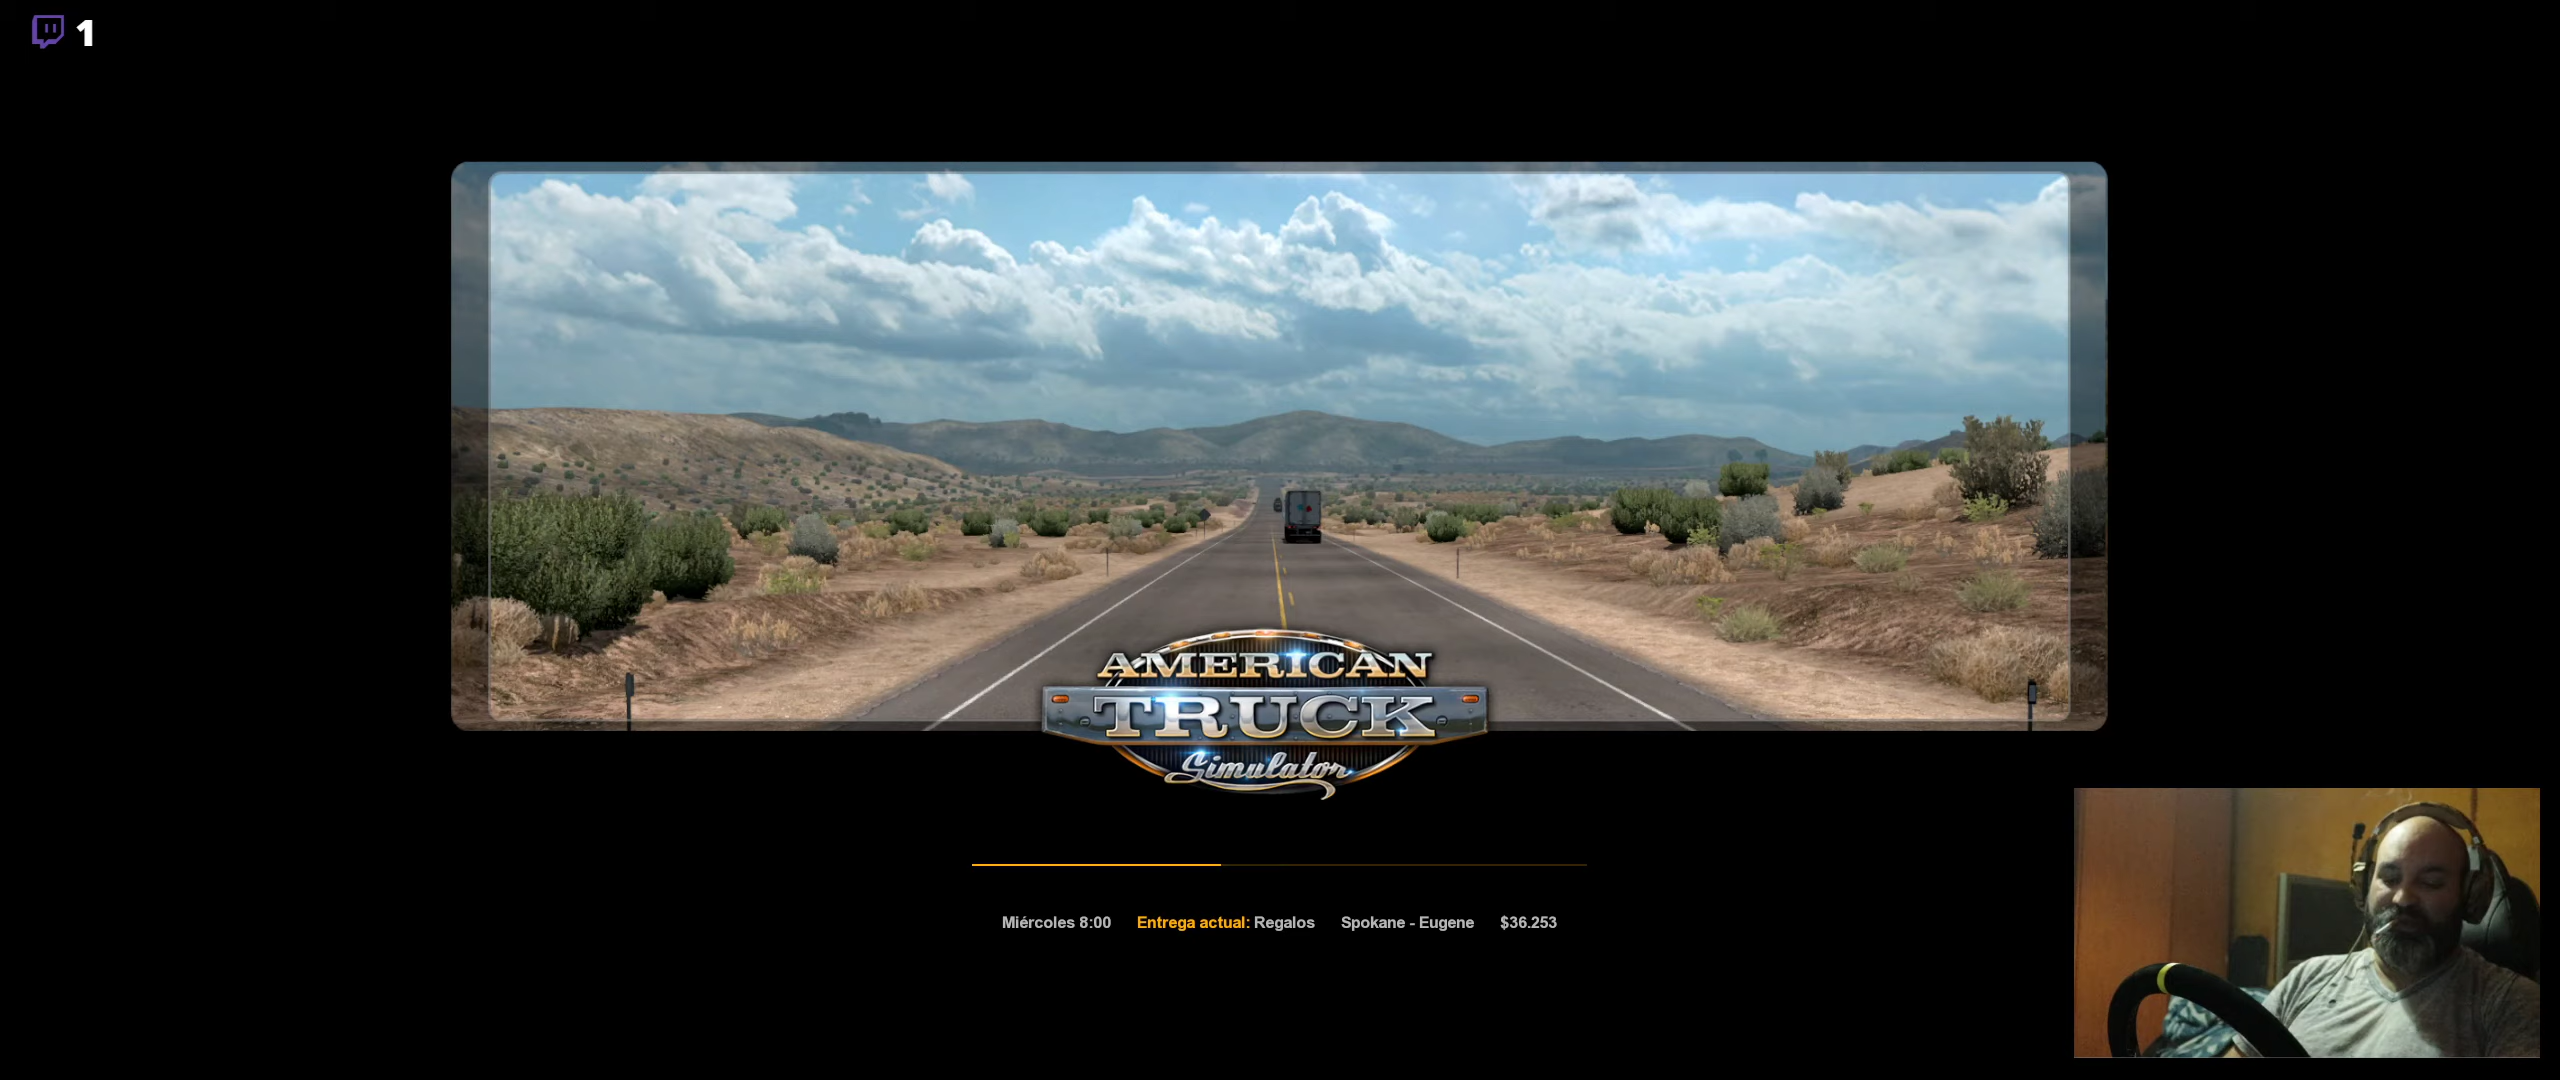 1
AMERICAN
TRUCK
Simulator
Miércoles 8:00 Entrega actual: Regalos Spokane - Eugene $36.253